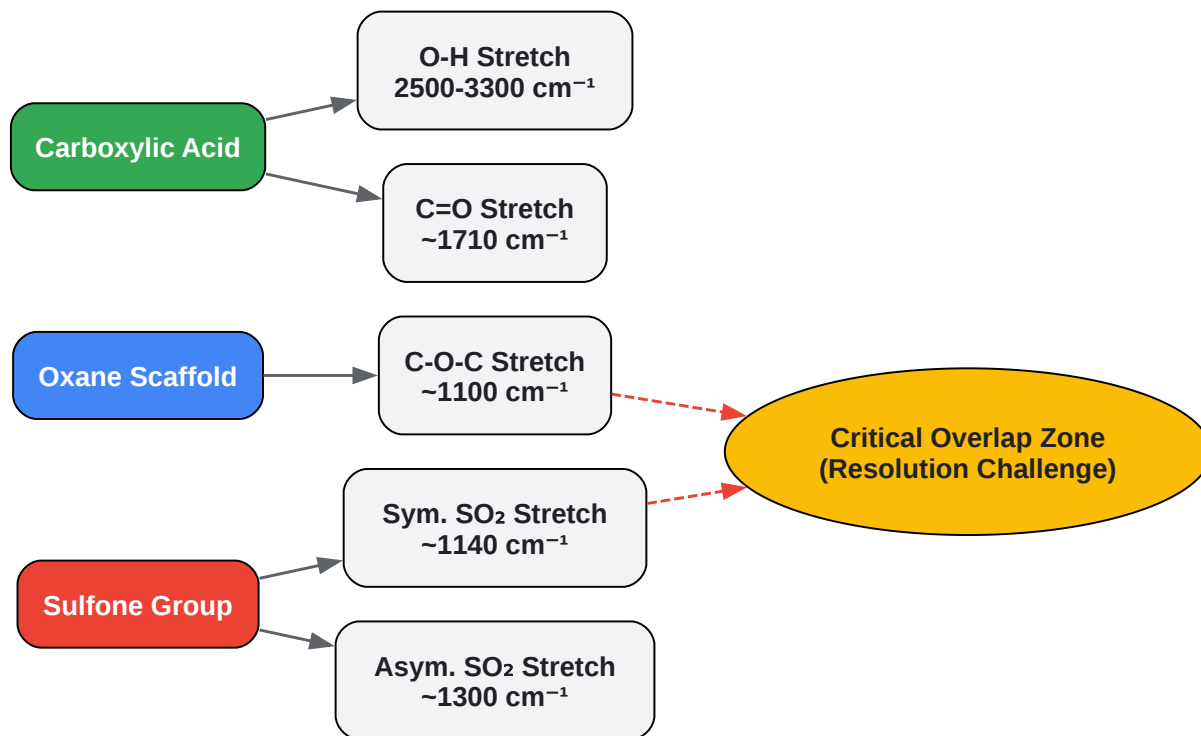 O-H Stretch
2500-3300 cm⁻¹
Carboxylic Acid
C=O Stretch
~1710 cm⁻¹
Oxane Scaffold
C-O-C Stretch
~1100 cm⁻¹
Critical Overlap Zone
(Resolution Challenge)
Sym. SO₂ Stretch
~1140 cm⁻¹
Sulfone Group
Asym. SO₂ Stretch
~1300 cm⁻¹